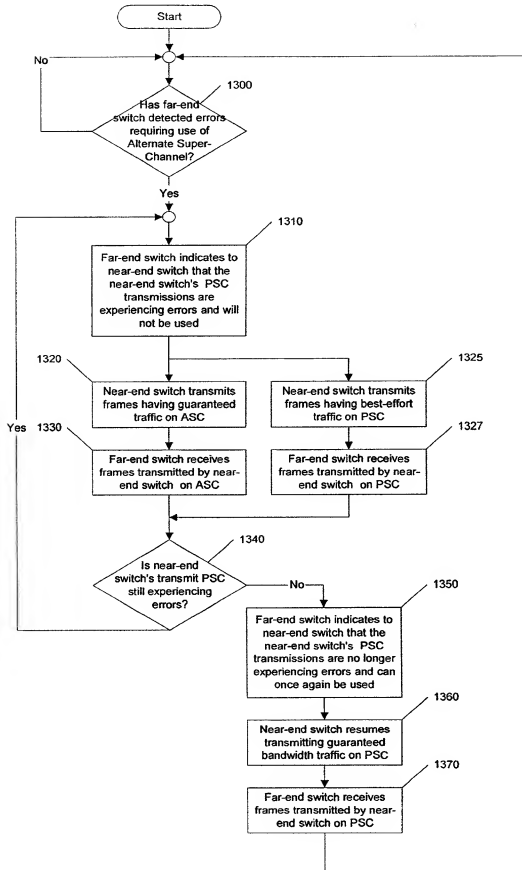 Start
No
1300
Has far-end
switch detected errors
requiring use of
Alternate Super-
Channel?
Yes
1310
Far-end switch indicates to
near-end switch that the
near-end switch's PSC
transmissions are
experiencing errors and will
not be used
1320
1325
Near-end switch transmits
frames having guaranteed
traffic on ASC
Near-end switch transmits
frames having best-effort
traffic on PSC
Yes
1330
1327
Far-end switch receives
frames transmitted by near-
end switch on ASC
Far-end switch receives
frames transmitted by near-
end switch on PSC
1340
Is near-end
switch's transmit PSC
still experiencing
errors?
No
1350
Far-end switch indicates to
near-end switch that the
near-end switch's PSC
transmissions are no longer
experiencing errors and can
once again be used
1360
Near-end switch resumes
transmitting guaranteed
bandwidth traffic on PSC
1370
Far-end switch receives
frames transmitted by near-
end switch on PSC